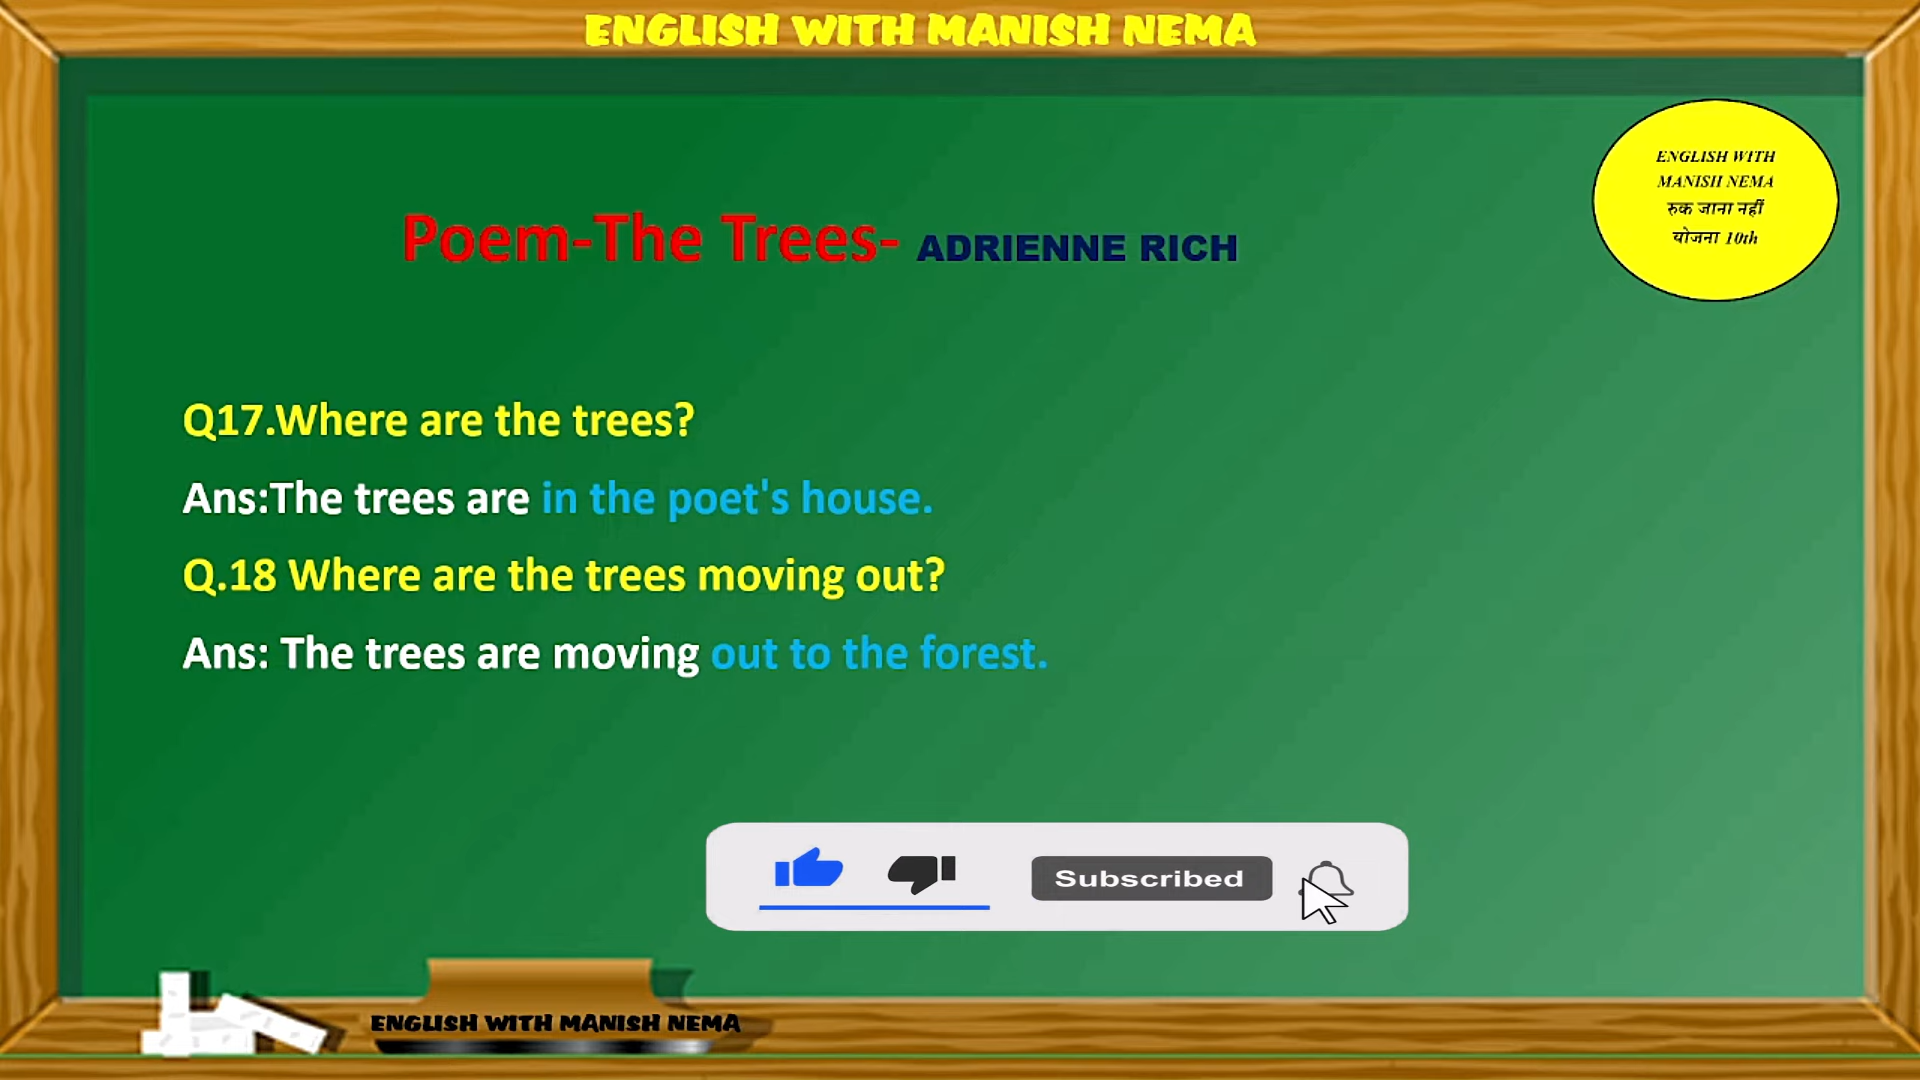 ENGLISH WITH MANISH NEMA
ENGLISH WITH
MANISH NEMA
रुक जाना नहीं
योजना 10th
Poem-The Trees- ADRIENNE RICH
Q17.Where are the trees?
Ans:The trees are in the poet's house.
Q.18 Where are the trees moving out?
Ans: The trees are moving out to the forest.
Subscribed
ENGLISH WITH MANISH NEMA